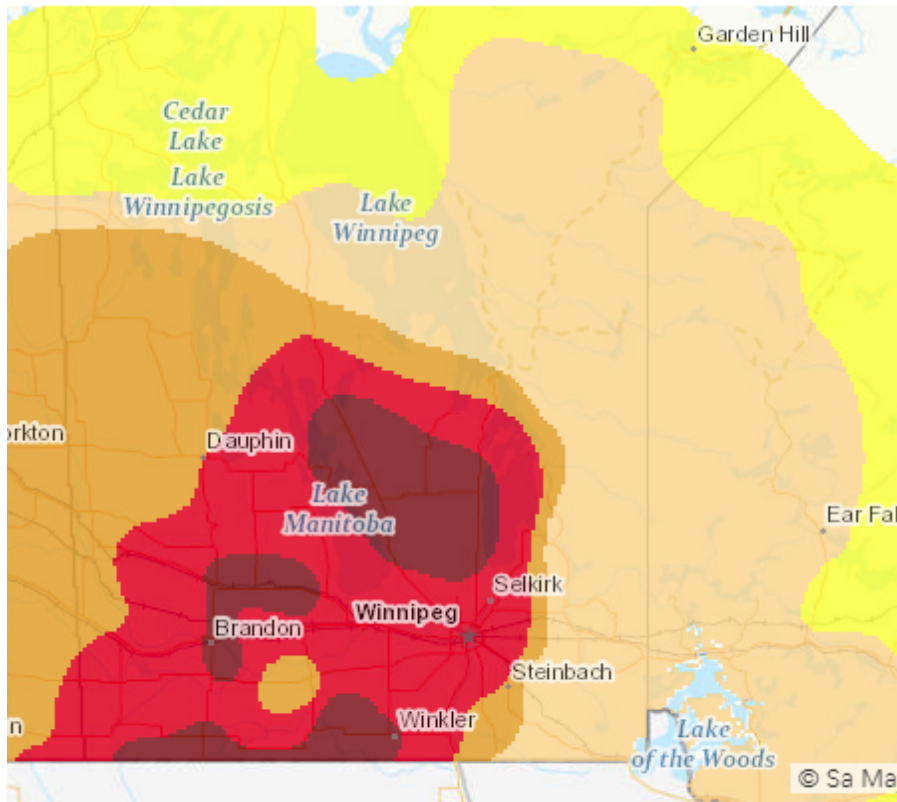 Garden Hill
Cedar
Lake
Lake
Winnipegosis
Lake
Winnipeg
orkton
Dauphin
Lake
Manitoba
Ear Fal
Selkirk
Winnipeg
Brandon
Steinbach
n
Winkler
Lake
of the Woods
© Sa Ma